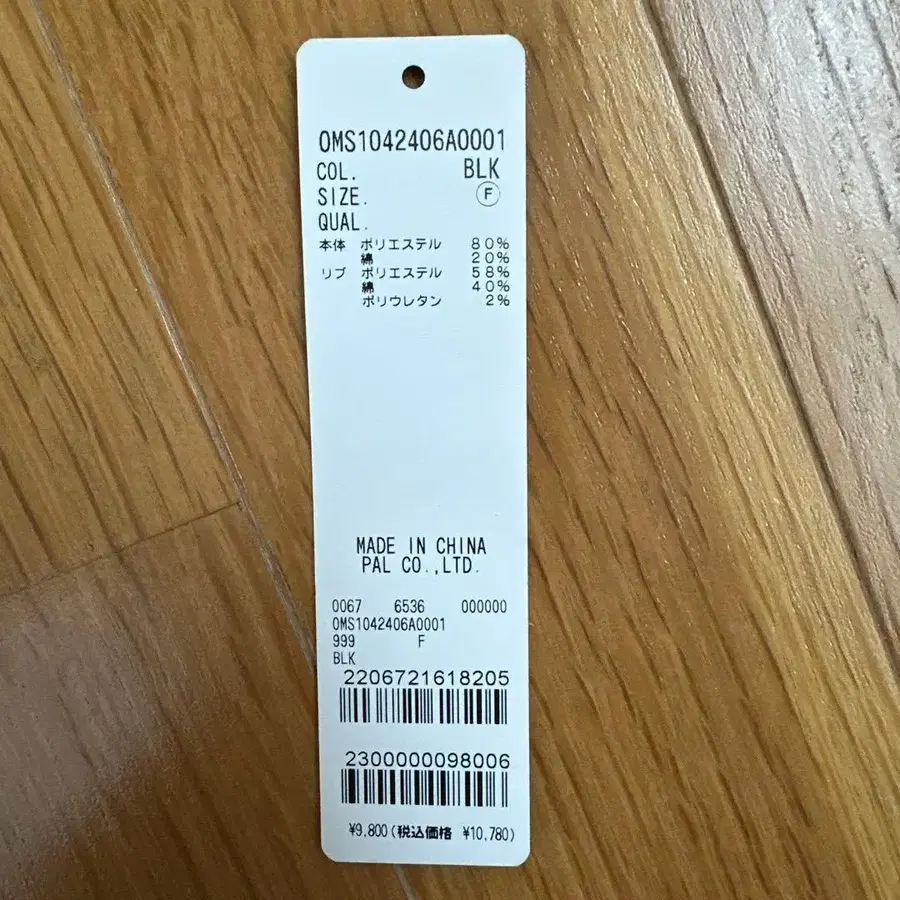 OMS1042406A0001
COL. BLK
SIZE. Ⓕ
QUAL.
本体 ポリエステル 80%
綿 20%
リブ ポリエステル 58%
綿 40%
ポリウレタン 2%
MADE IN CHINA
PAL CO.,LTD.
0067 6536 000000
OMS1042406A0001
999 F
BLK
2206721618205
2300000098006
¥9,800(税込価格 ¥10,780)